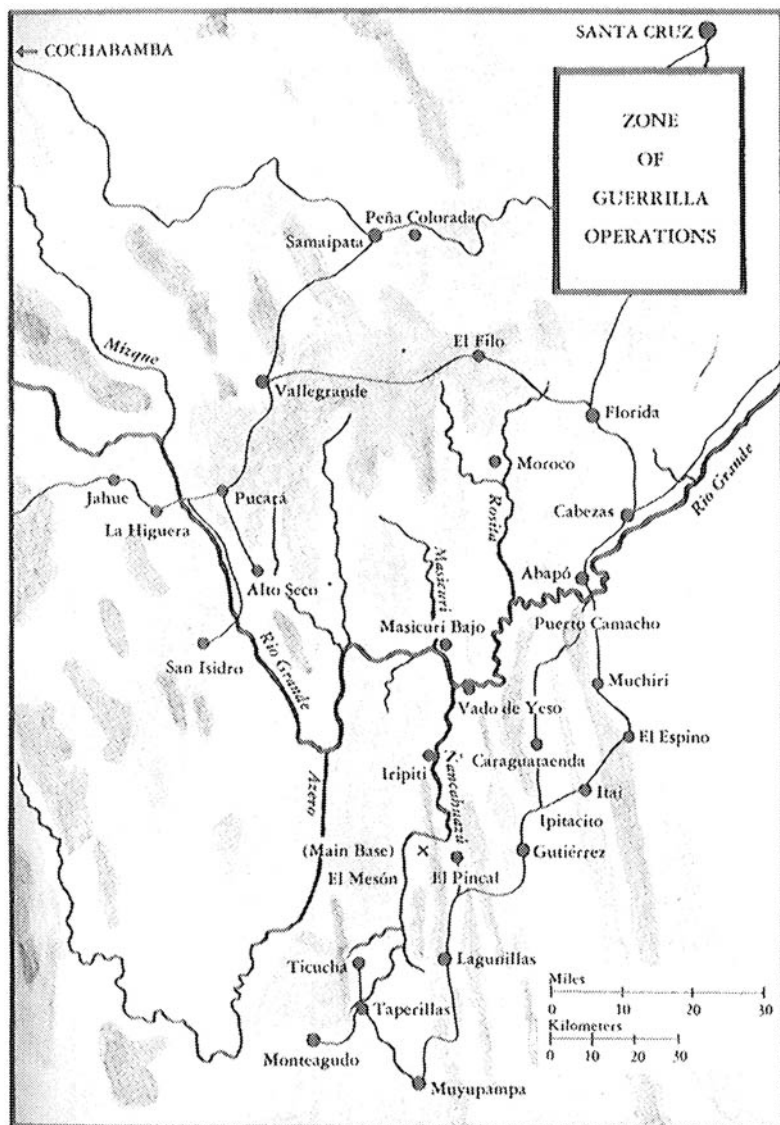 ← COCHABAMBA
SANTA CRUZ
ZONE
OF
GUERRILLA
OPERATIONS
Peña Colorada
Samaipata
Mizque
El Filo
Vallegrande
Florida
Moroco
Jahue
Pucará
Rosita
Rio Grande
La Higuera
Cabezas
Alto Seco
Masicuri
Abapó
Masicuri Bajo
Puerto Camacho
San Isidro
Rio Grande
Muchiri
Vado de Yeso
El Espino
Iripiti
Ñancahuazú
Caraguataenda
Azero
Itai
Ipitacito
(Main Base) ×
El Mesón
El Pincal
Gutiérrez
Ticucha
Lagunillas
Taperillas
Monteagudo
Muyupampa
Miles
0 10 20 30
Kilometers
0 10 20 30